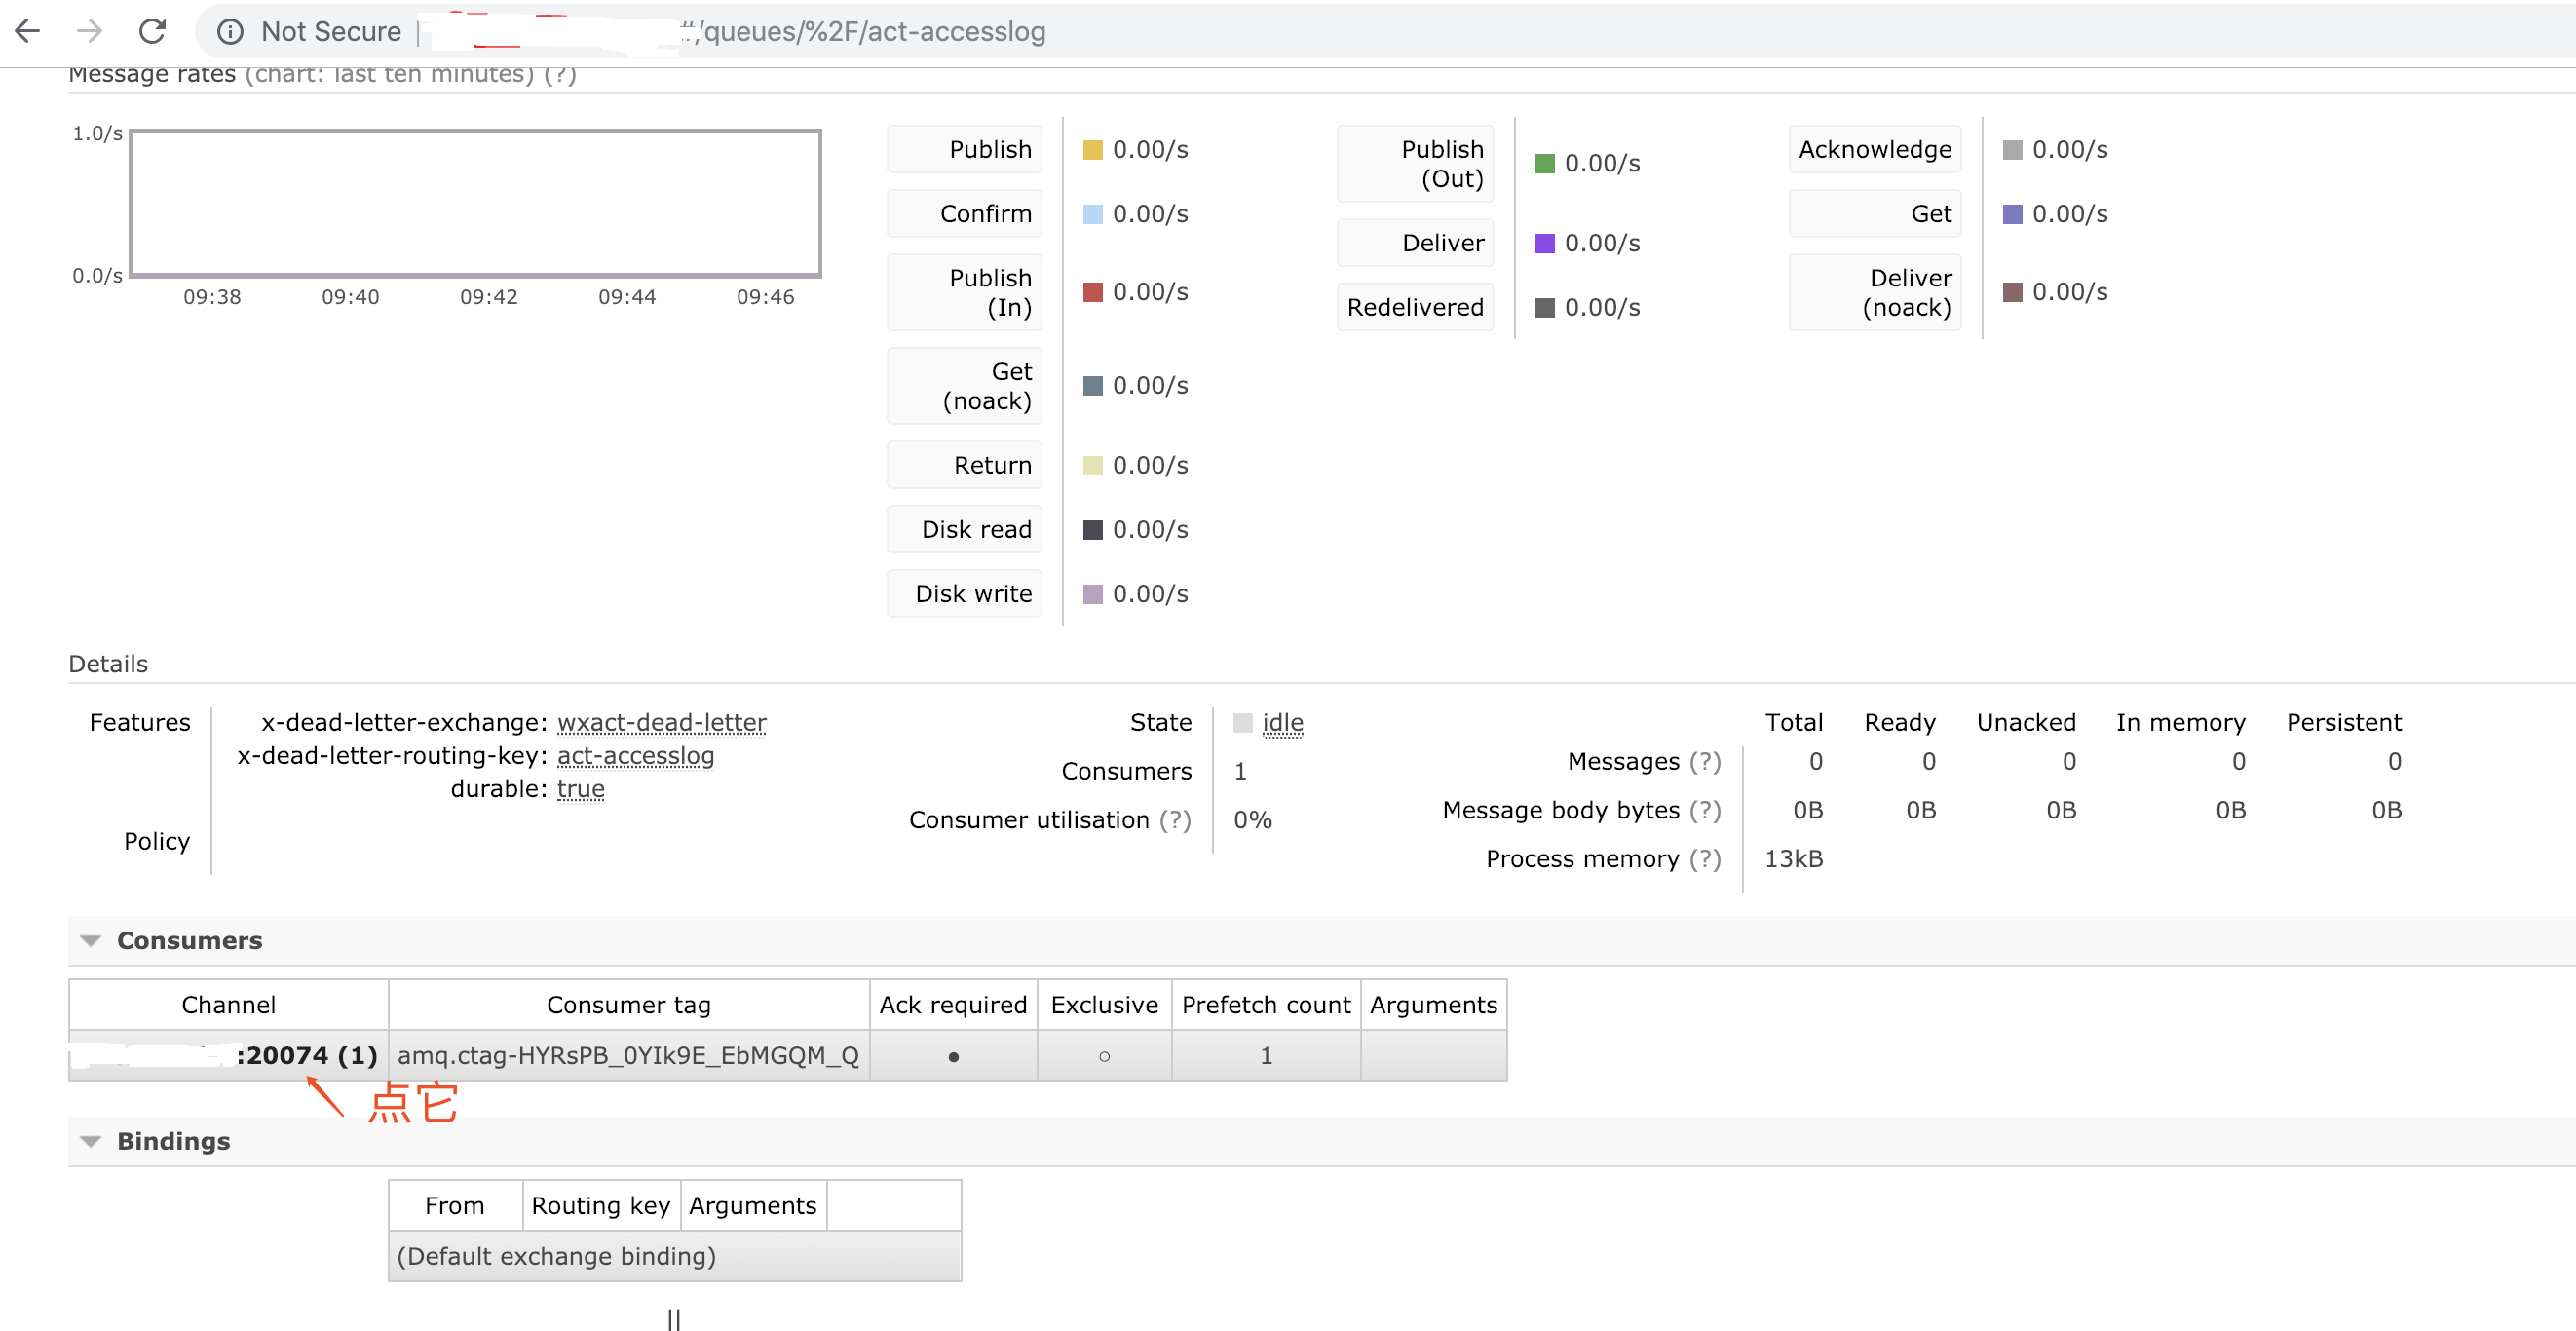 Not Secure
#/queues/%2F/act-accesslog
Message rates (chart: last ten minutes) (?)
1.0/s
0.0/s
09:38 09:40 09:42 09:44 09:46
Publish 0.00/s
Confirm 0.00/s
Publish
(In) 0.00/s
Get
(noack) 0.00/s
Return 0.00/s
Disk read 0.00/s
Disk write 0.00/s
Publish
(Out) 0.00/s
Deliver 0.00/s
Redelivered 0.00/s
Acknowledge 0.00/s
Get 0.00/s
Deliver
(noack) 0.00/s
Details
Features x-dead-letter-exchange: wxact-dead-letter
x-dead-letter-routing-key: act-accesslog
durable: true
Policy
State idle
Consumers 1
Consumer utilisation (?) 0%
Total Ready Unacked In memory Persistent
Messages (?) 0 0 0 0 0
Message body bytes (?) 0B 0B 0B 0B 0B
Process memory (?) 13kB
Consumers
Channel Consumer tag Ack required Exclusive Prefetch count Arguments
:20074 (1) amq.ctag-HYRsPB_0YIk9E_EbMGQM_Q ● ○ 1
点它
Bindings
From Routing key Arguments
(Default exchange binding)